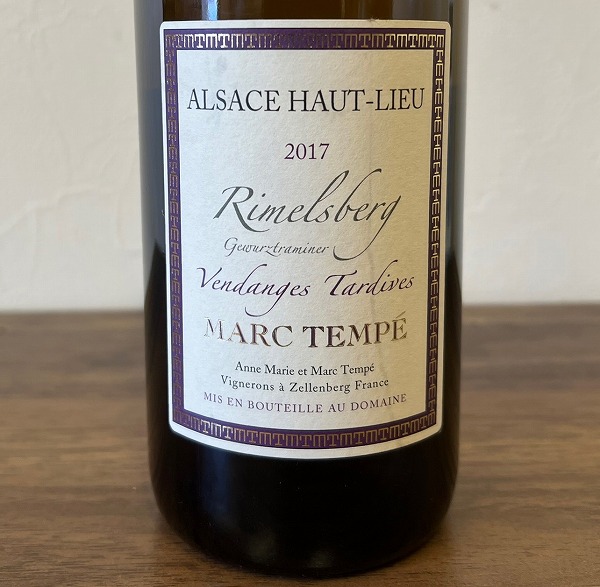 ALSACE HAUT-LIEU
2017
Rimelsberg
Gewurztraminer
Vendanges Tardives
MARC TEMPÉ
Anne Marie et Marc Tempé
Vignerons à Zellenberg France
MIS EN BOUTEILLE AU DOMAINE